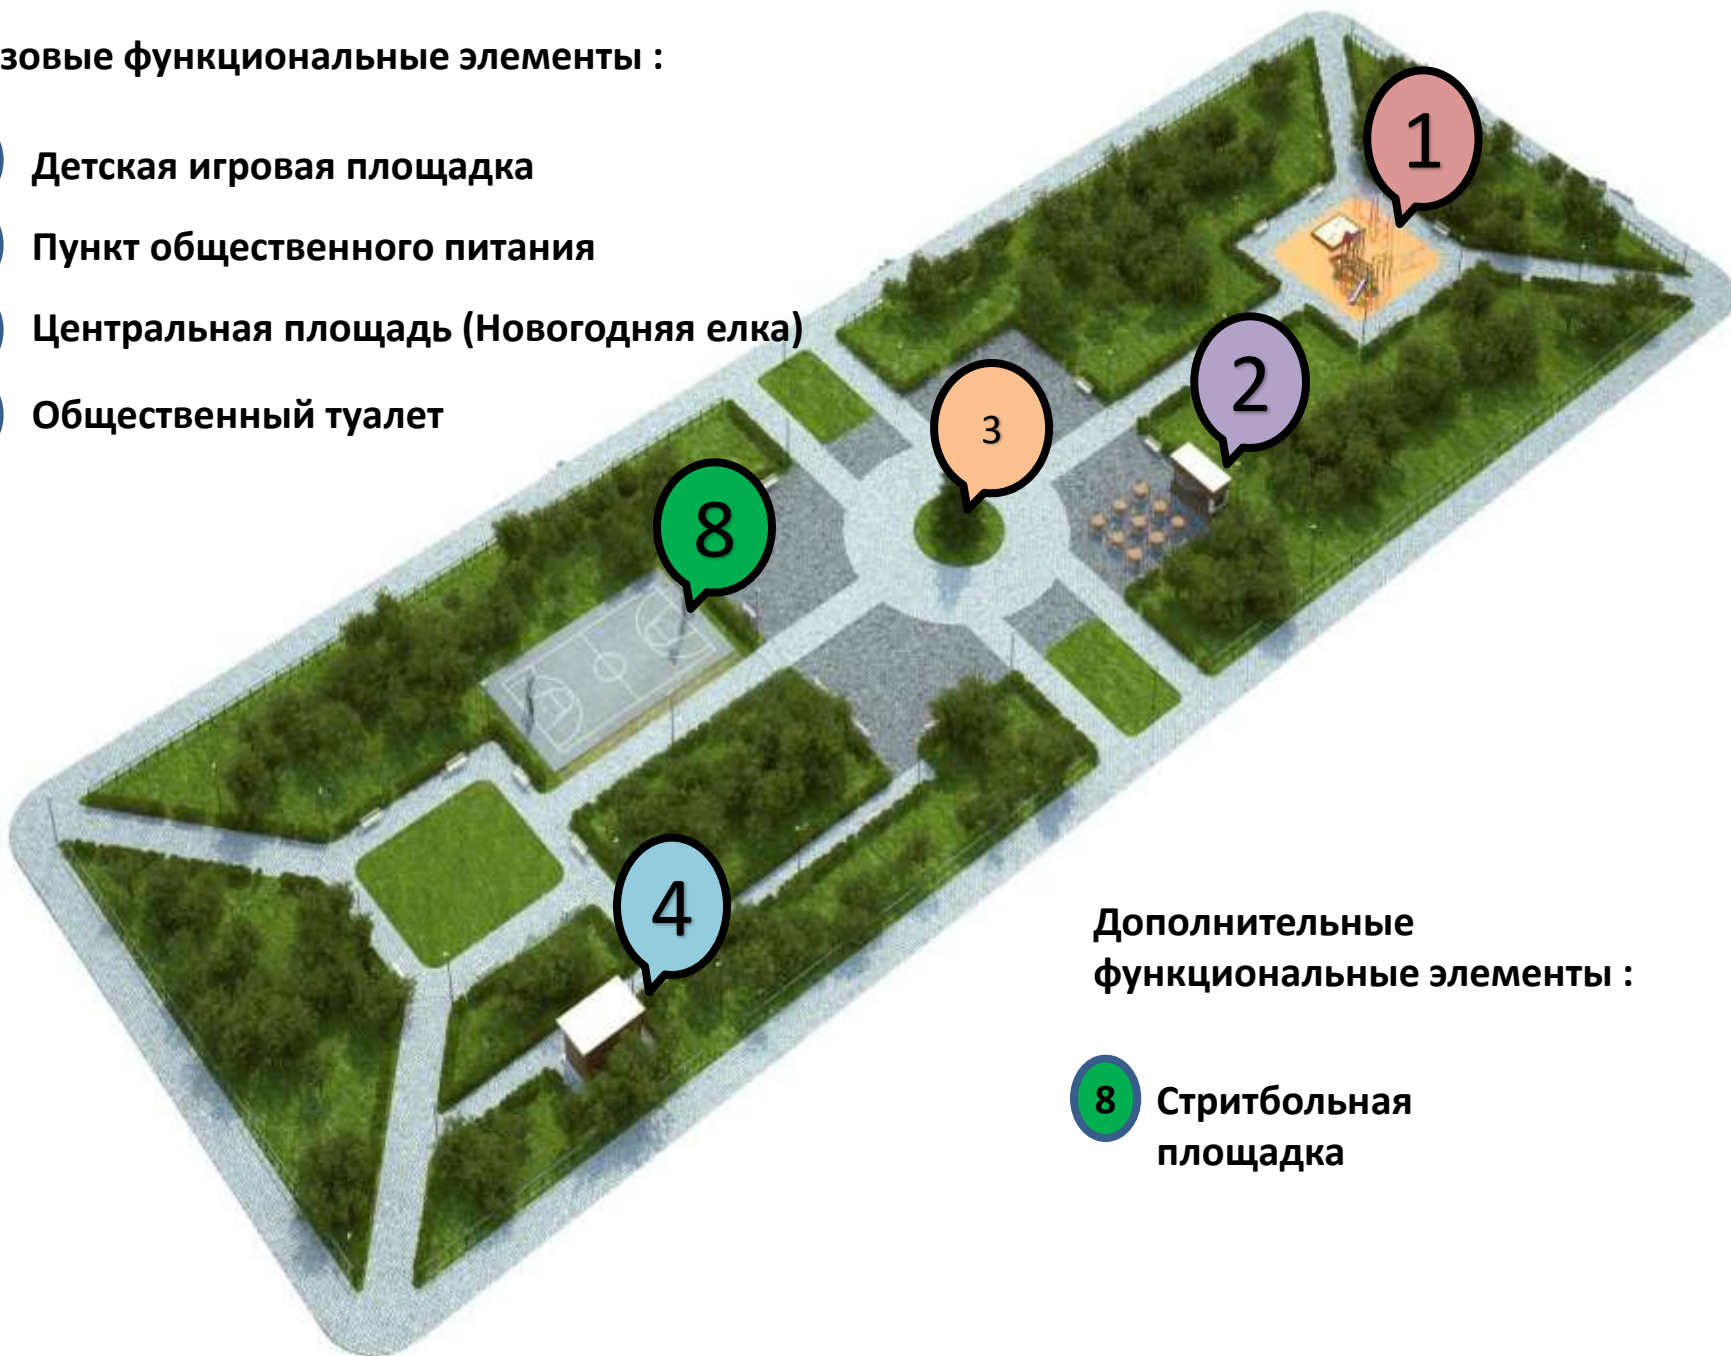 зовые функциональные элементы :
Детская игровая площадка
Пункт общественного питания
Центральная площадь (Новогодняя елка)
Общественный туалет
1
2
3
8
4
Дополнительные
функциональные элементы :
8 Стритбольная
площадка